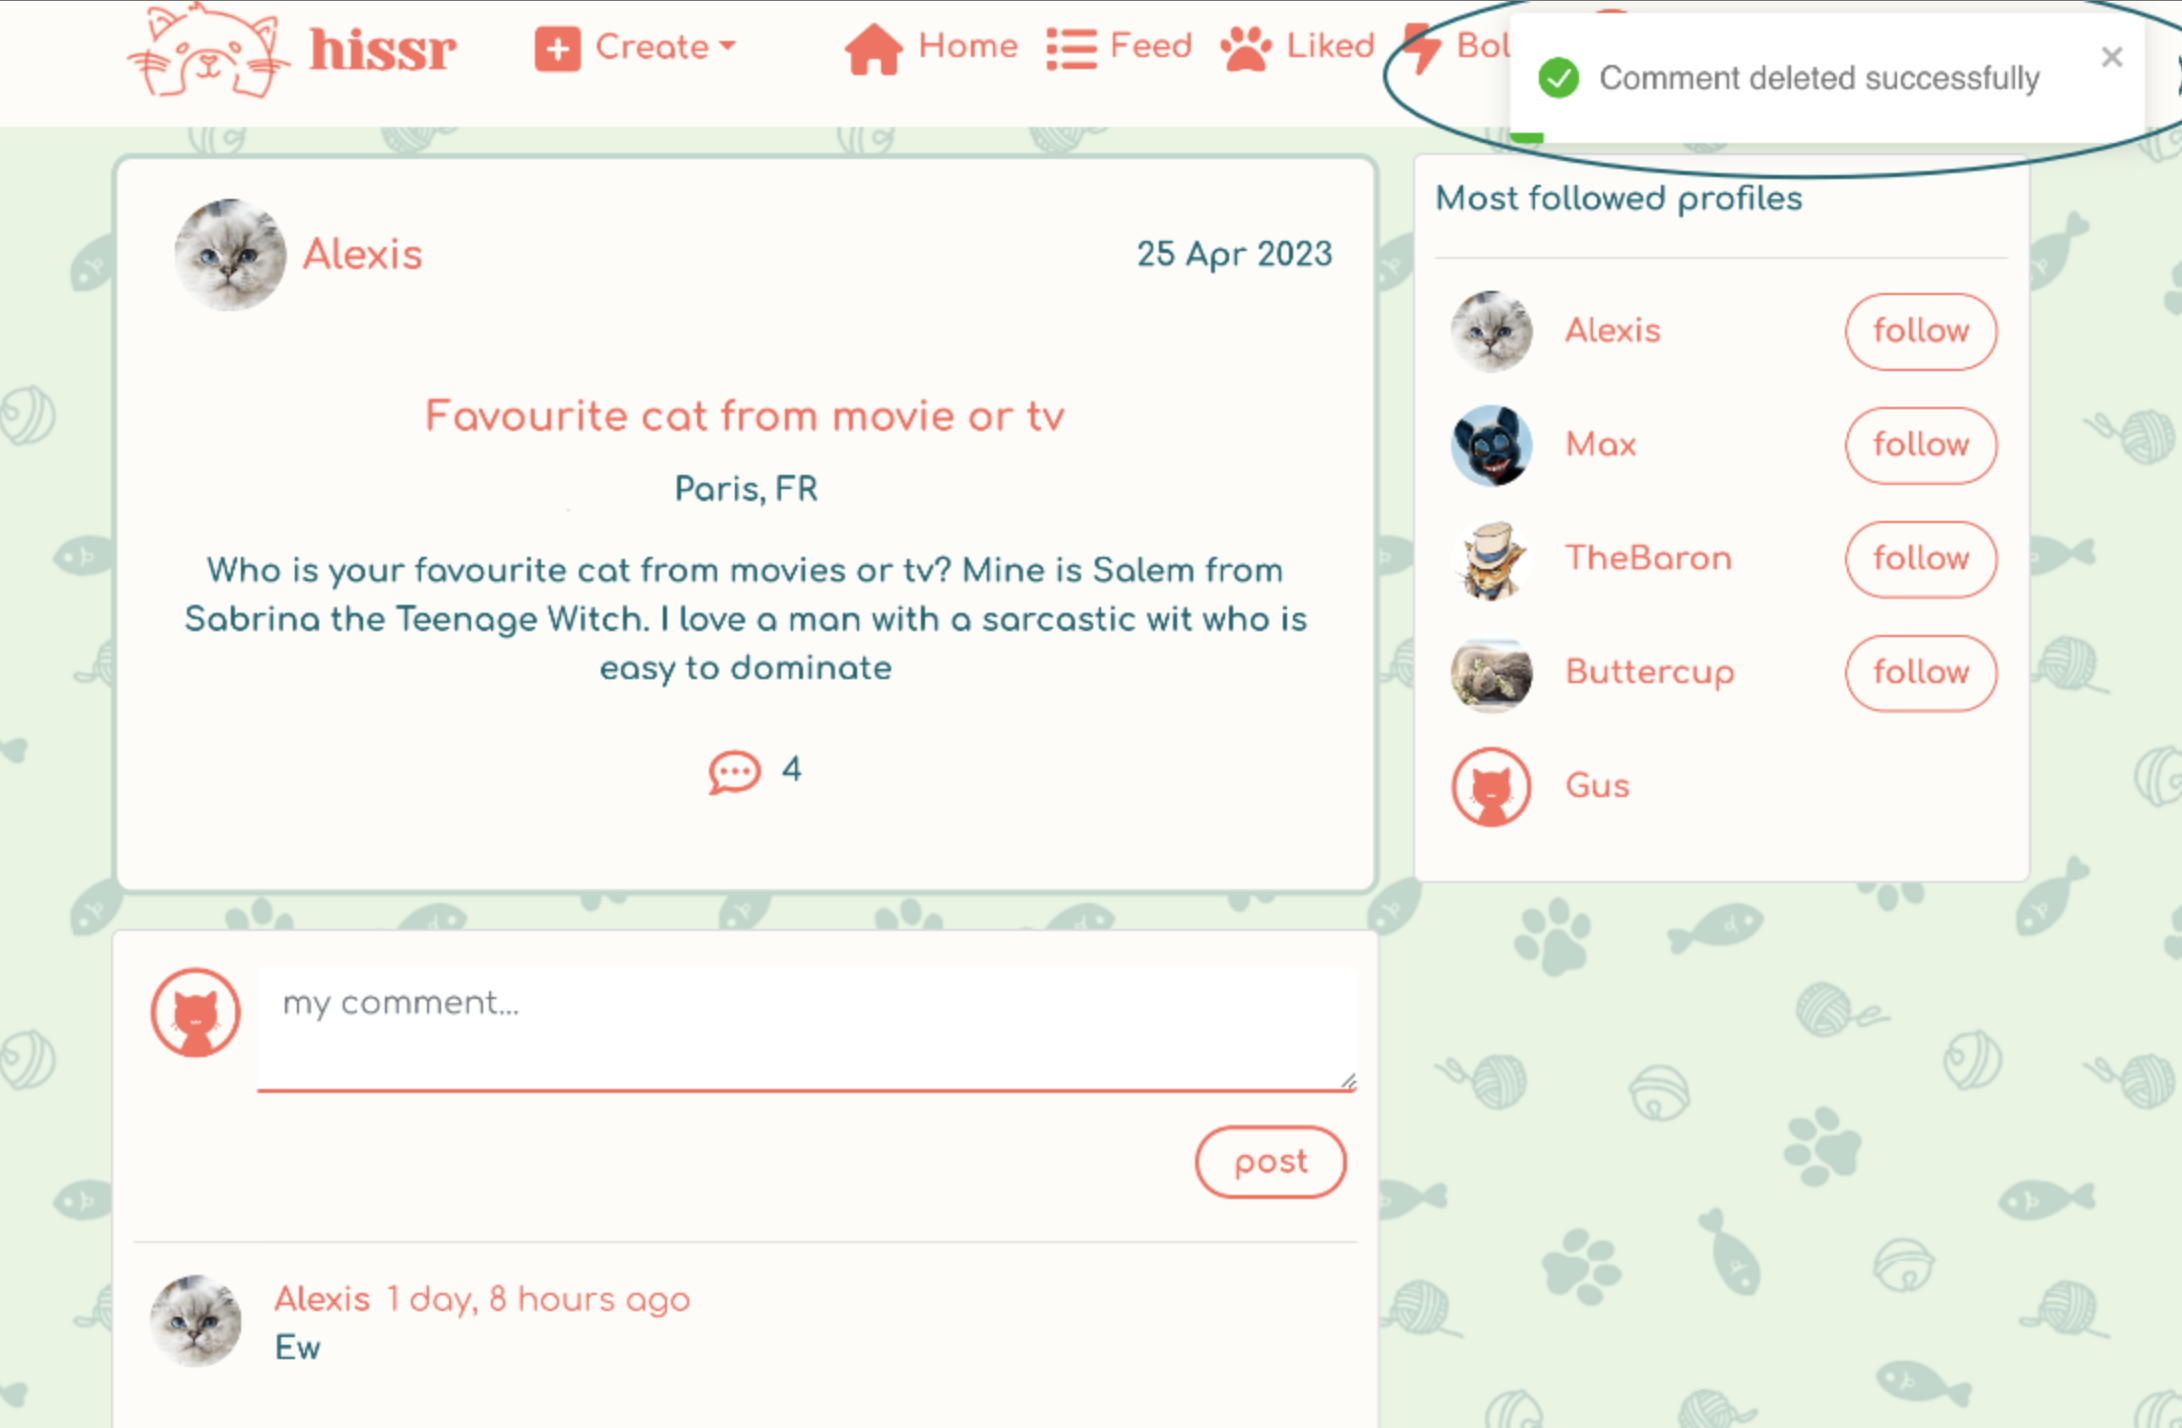 hissr
Create
Home
Feed
Liked
Comment deleted successfully
Alexis
25 Apr 2023
Favourite cat from movie or tv
Paris, FR
Who is your favourite cat from movies or tv? Mine is Salem from
Sabrina the Teenage Witch. I love a man with a sarcastic wit who is
easy to dominate
4
Most followed profiles
Alexis follow
Max follow
TheBaron follow
Buttercup follow
Gus
my comment...
post
Alexis 1 day, 8 hours ago
Ew